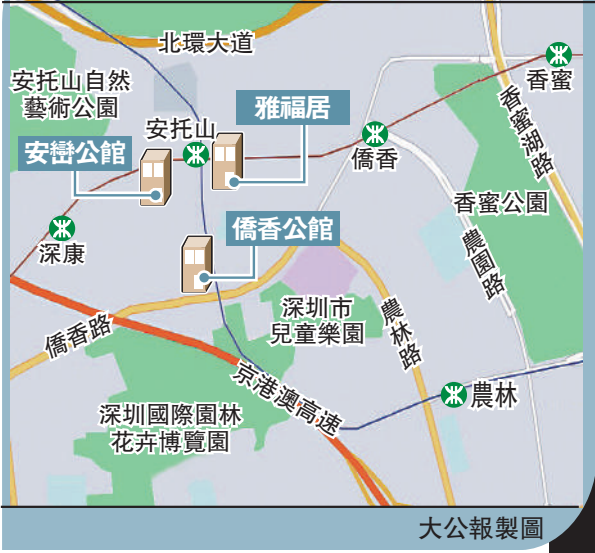 北環大道
安托山自然
藝術公園
香蜜
雅福居
安托山
安巒公館
僑香
香蜜湖路
香蜜公園
深康
僑香公館
農園路
深圳市
兒童樂園
僑香路
農林路
京港澳高速
農林
深圳國際園林
花卉博覽園
大公報製圖